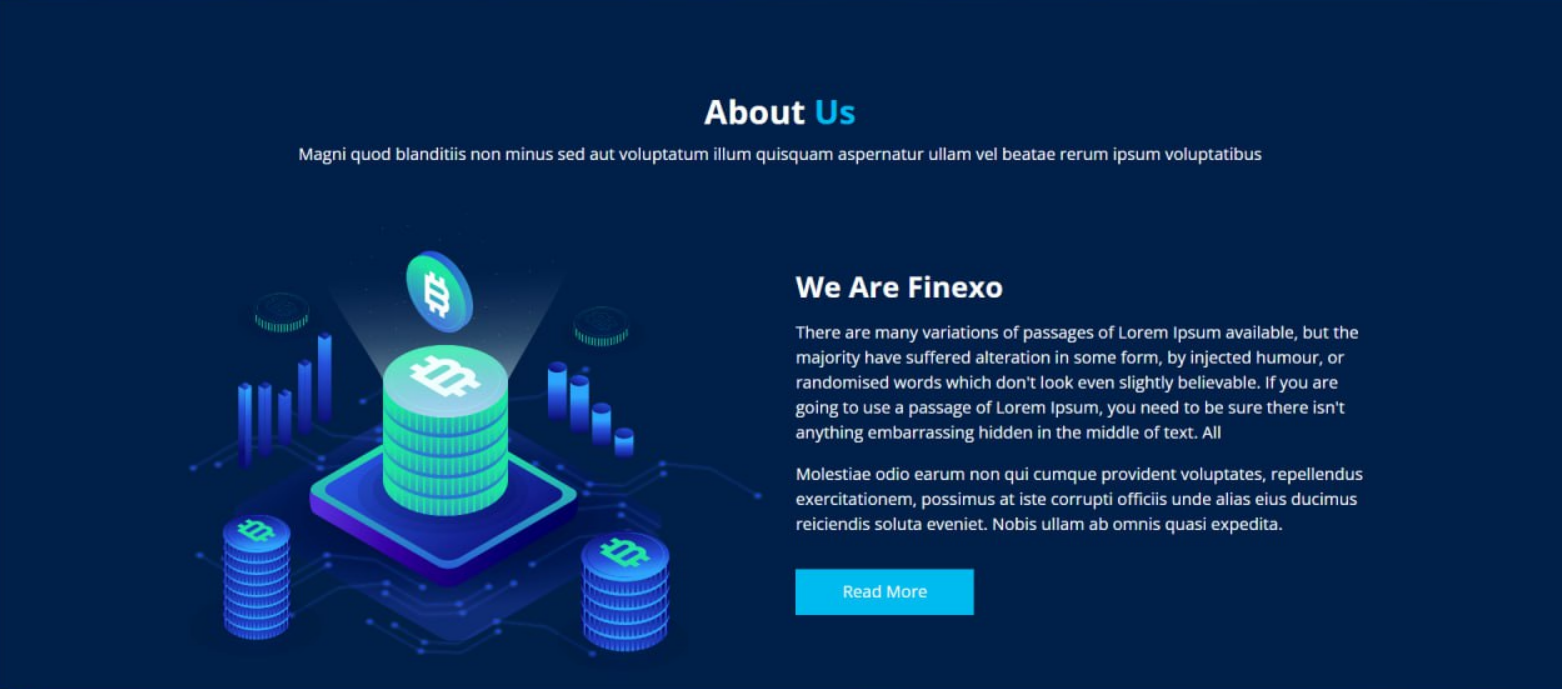 About Us
Magni quod blanditiis non minus sed aut voluptatum illum quisquam aspernatur ullam vel beatae rerum ipsum voluptatibus
We Are Finexo
There are many variations of passages of Lorem Ipsum available, but the
majority have suffered alteration in some form, by injected humour, or
randomised words which don't look even slightly believable. If you are
going to use a passage of Lorem Ipsum, you need to be sure there isn't
anything embarrassing hidden in the middle of text. All
Molestiae odio earum non qui cumque provident voluptates, repellendus
exercitationem, possimus at iste corrupti officiis unde alias eius ducimus
reiciendis soluta eveniet. Nobis ullam ab omnis quasi expedita.
Read More